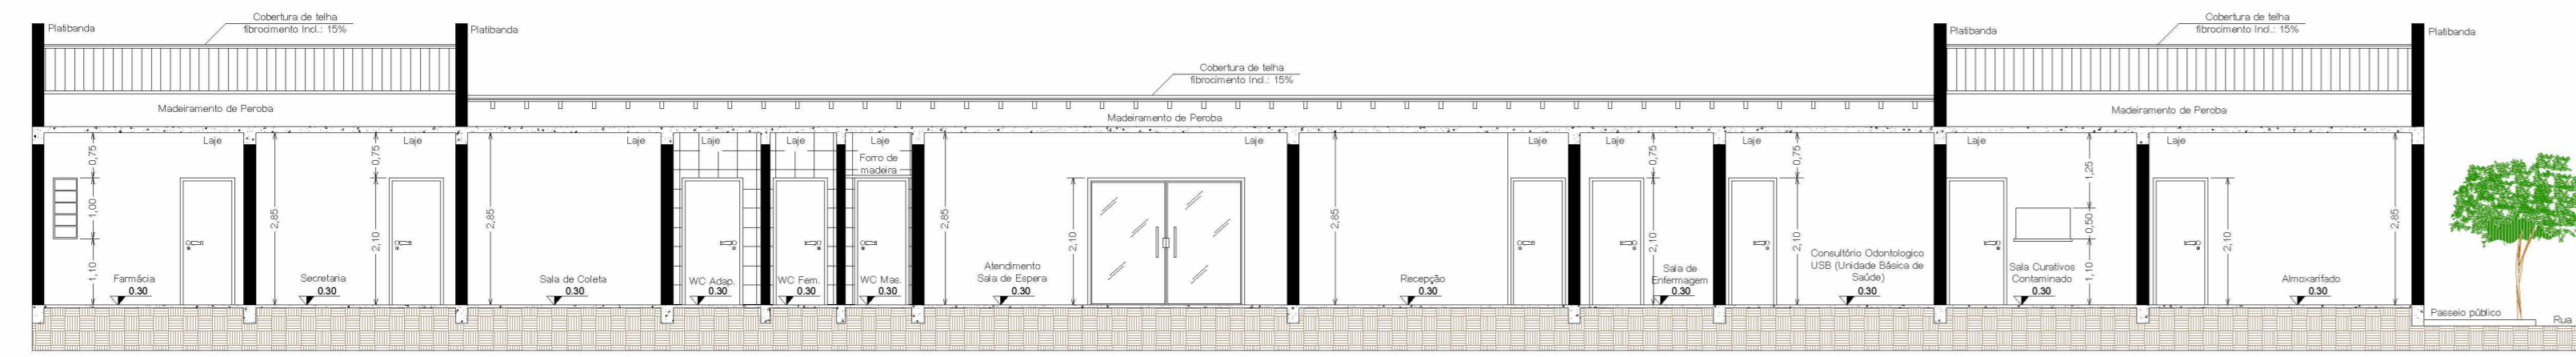 Platibanda
Cobertura de telha
fibrocimento Incl.: 15%
Platibanda
Cobertura de telha
fibrocimento Incl.: 15%
Platibanda
Cobertura de telha
fibrocimento Incl.: 15%
Platibanda
Madeiramento de Peroba
Madeiramento de Peroba
Madeiramento de Peroba
0,75
1,00
1,10
Laje
Farmácia
0.30
2,85
0,75
2,10
Laje
Secretaria
0.30
2,85
Laje
Sala de Coleta
0.30
Laje
WC Adap.
0.30
Laje
WC Fem.
0.30
Laje
Forro de
madeira
WC Mas.
0.30
2,85
Laje
Atendimento
Sala de Espera
0.30
2,10
2,85
Laje
Recepção
0.30
Laje
0,75
2,10
Sala de
Enfermagem
0.30
Laje
0,75
2,10
Consultório Odontologico
USB (Unidade Básica de
Saúde)
0.30
Laje
1,25
0,50
1,10
Sala Curativos
Contaminado
0.30
Laje
2,10
2,85
Almoxarifado
0.30
Passeio público
Rua